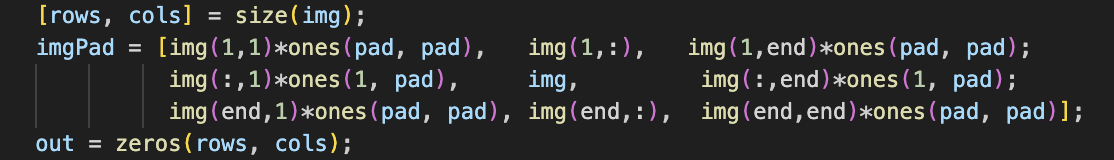 [rows, cols] = size(img);
imgPad = [img(1,1)*ones(pad, pad),   img(1,:),   img(1,end)*ones(pad, pad);
          img(:,1)*ones(1, pad),     img,         img(:,end)*ones(1, pad);
          img(end,1)*ones(pad, pad), img(end,:),  img(end,end)*ones(pad, pad)];
out = zeros(rows, cols);